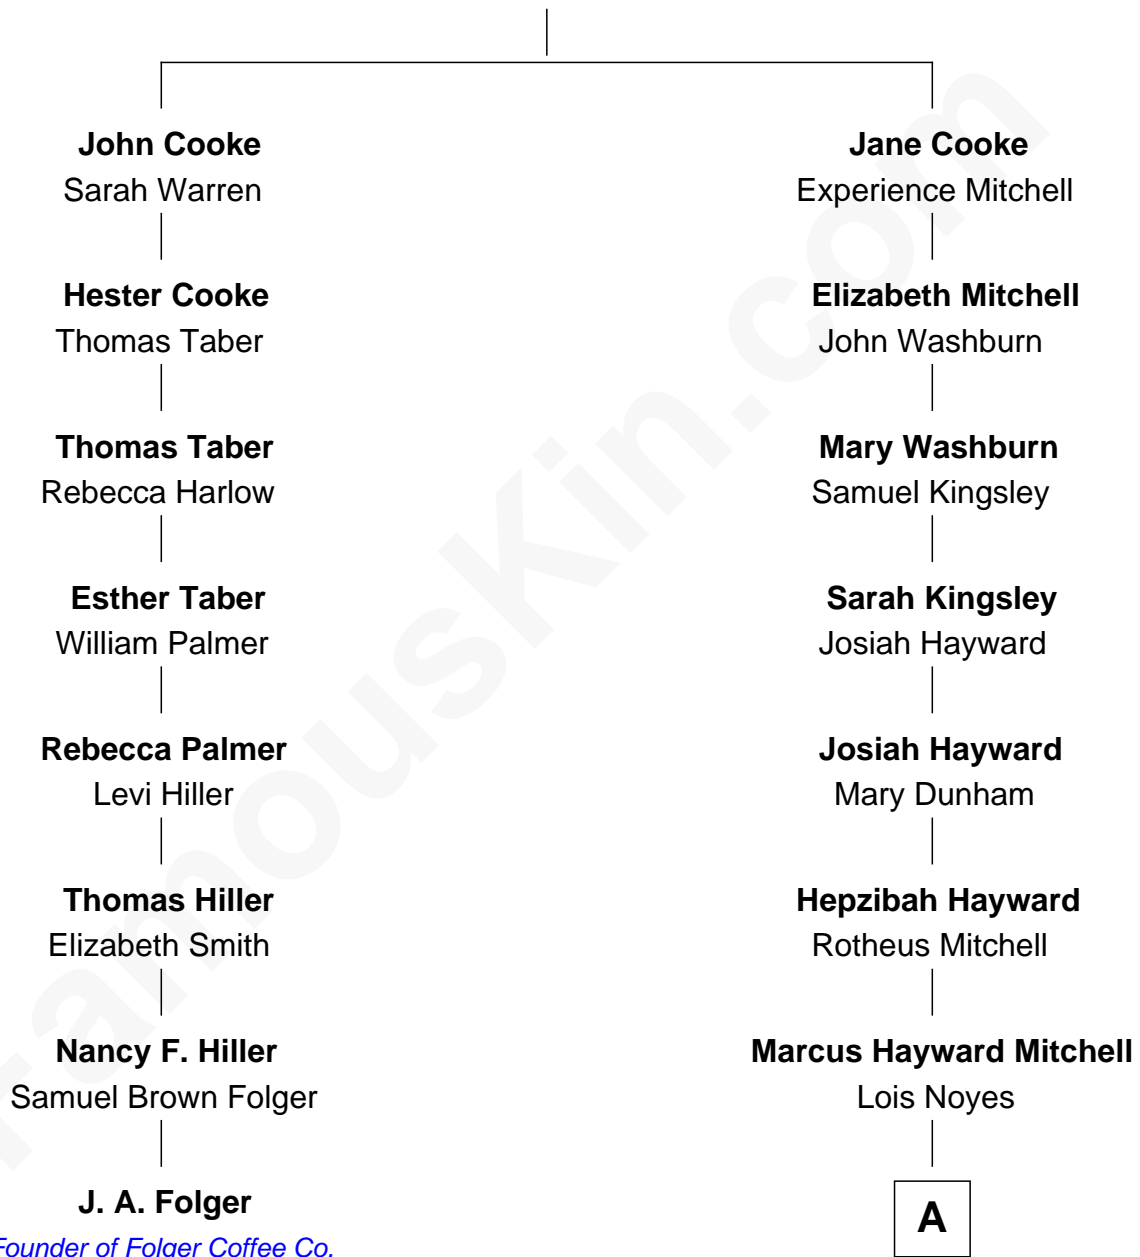 John Cooke
Sarah Warren
Hester Cooke
Thomas Taber
Thomas Taber
Rebecca Harlow
Esther Taber
William Palmer
Rebecca Palmer
Levi Hiller
Thomas Hiller
Elizabeth Smith
Nancy F. Hiller
Samuel Brown Folger
J. A. Folger
Founder of Folger Coffee Co.
Jane Cooke
Experience Mitchell
Elizabeth Mitchell
John Washburn
Mary Washburn
Samuel Kingsley
Sarah Kingsley
Josiah Hayward
Josiah Hayward
Mary Dunham
Hepzibah Hayward
Rotheus Mitchell
Marcus Hayward Mitchell
Lois Noyes
A
FamousKin.com